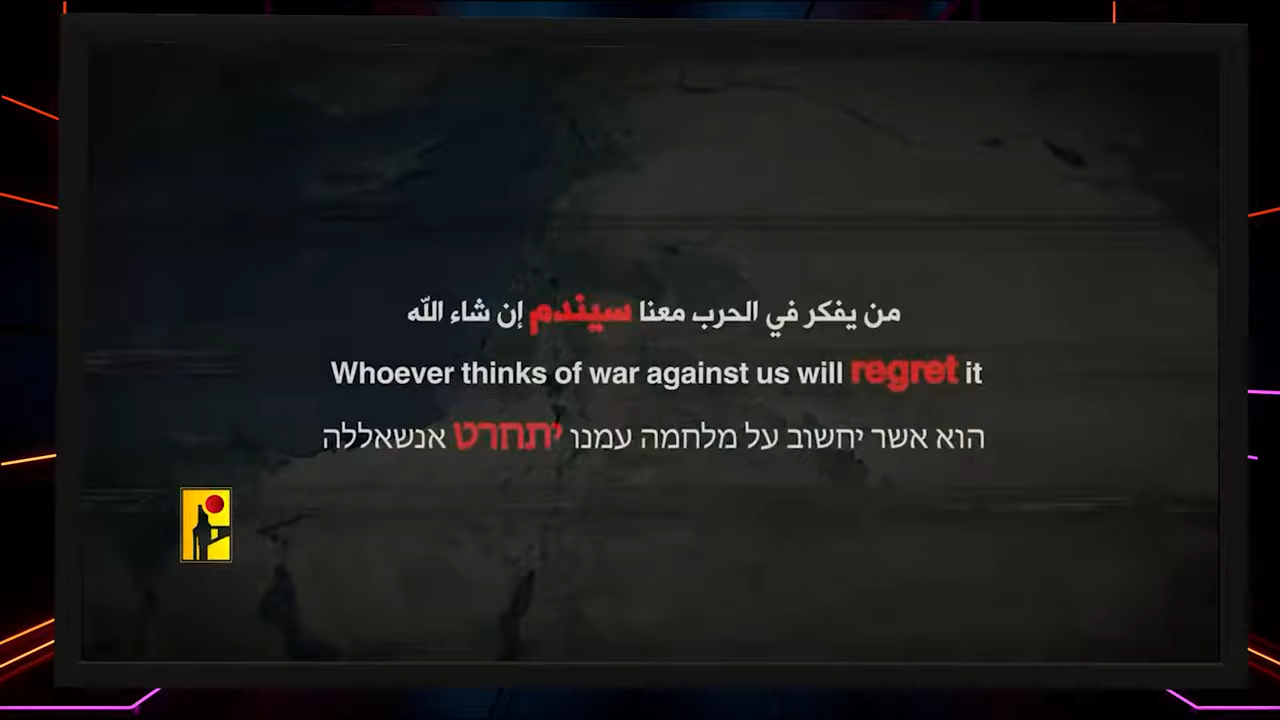 من يفكر في الحرب معنا سيندم إن شاء الله
Whoever thinks of war against us will regret it
הוא אשר יחשוב על מלחמה עמנו יתחרט אנשאללה